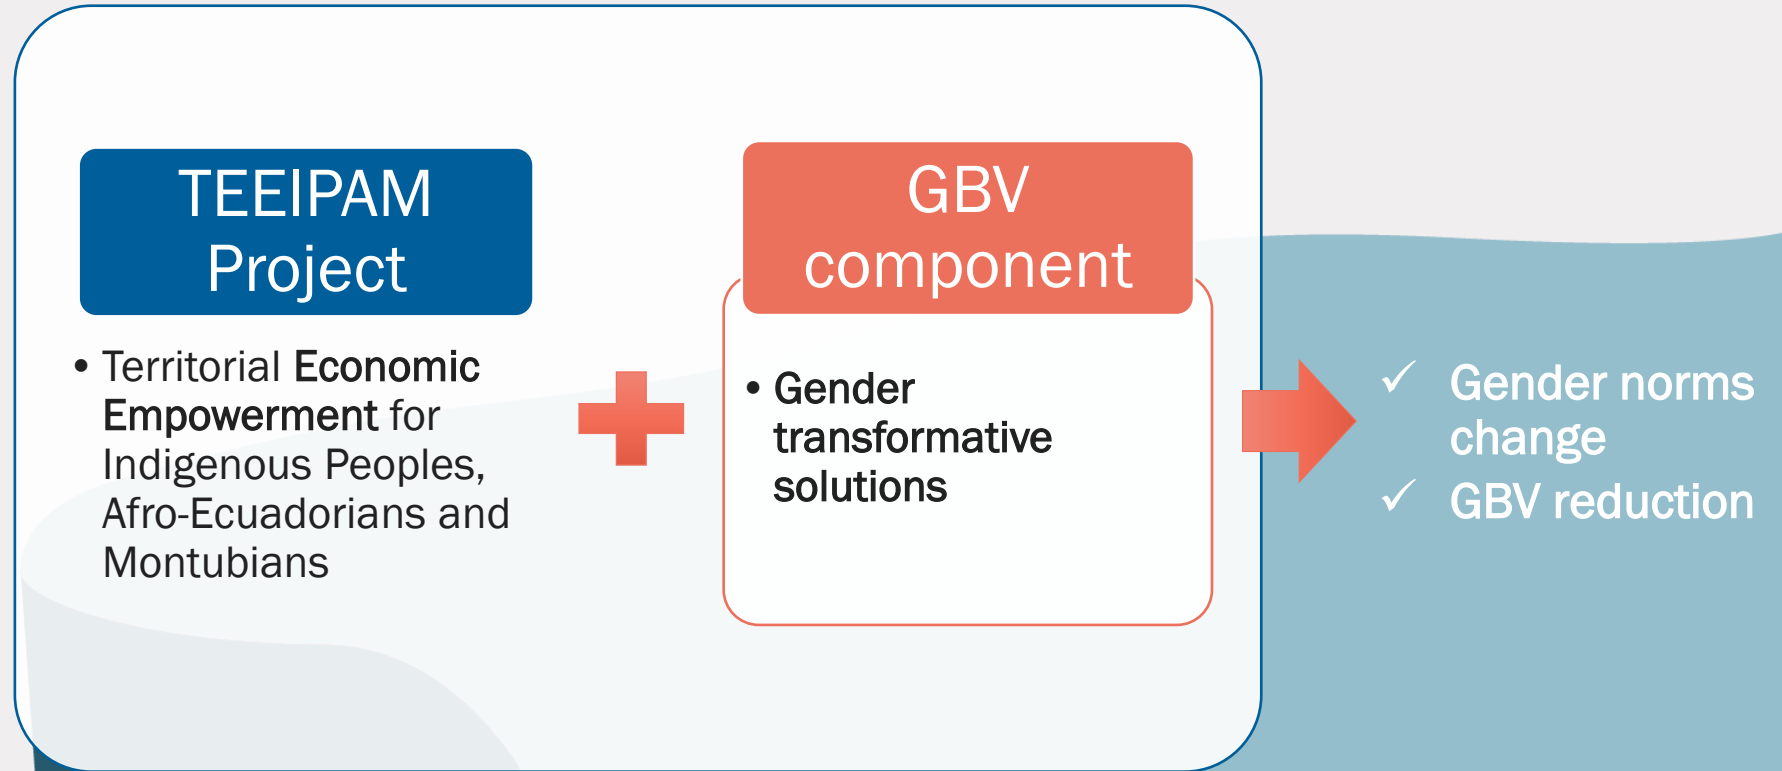 TEEIPAM
Project
• Territorial Economic
Empowerment for
Indigenous Peoples,
Afro-Ecuadorians and
Montubians
GBV
component
• Gender
transformative
solutions
✓ Gender norms
change
✓ GBV reduction